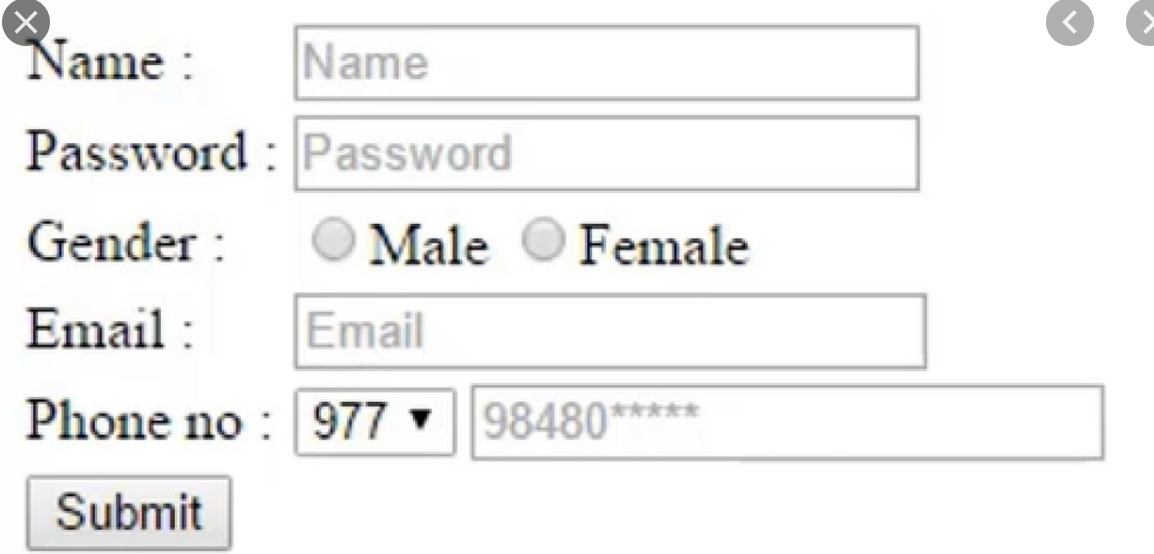 Name : Name
Password : Password
Gender : Male Female
Email : Email
Phone no : 977 98480*****
Submit